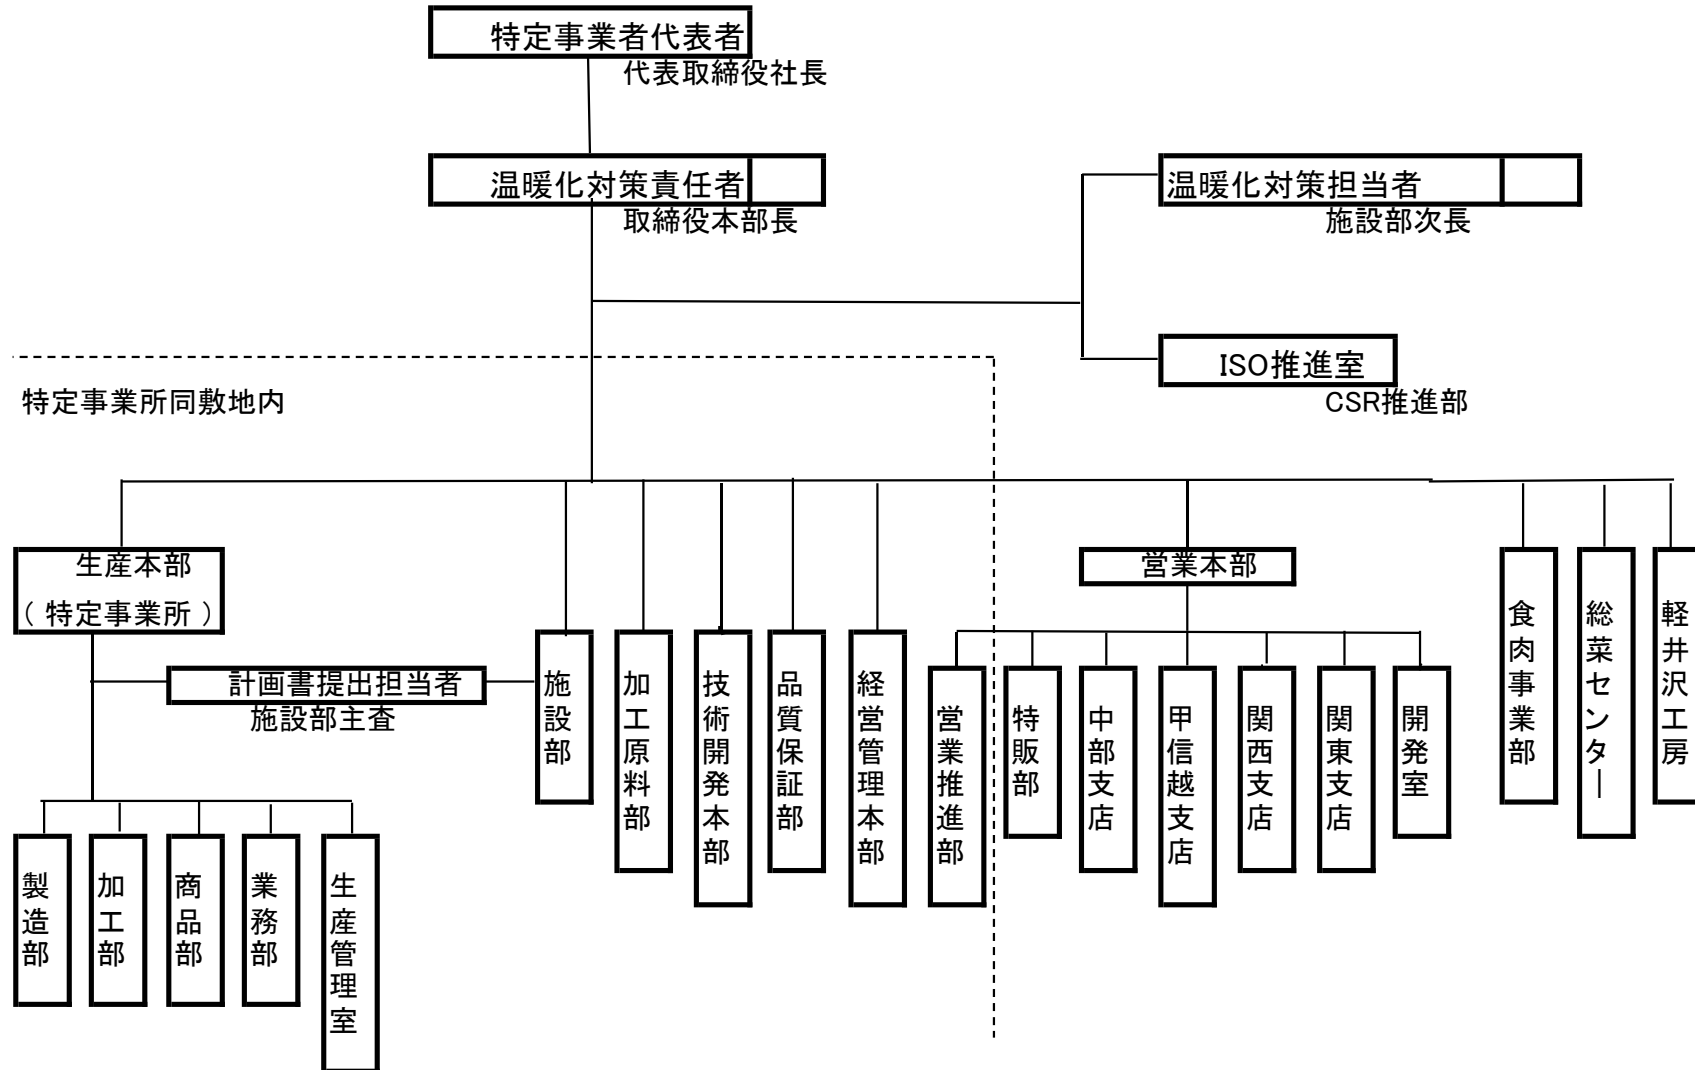 特定事業者代表者
代表取締役社長
温暖化対策責任者
取締役本部長
温暖化対策担当者
施設部次長
ISO推進室
CSR推進部
特定事業所同敷地内
生産本部
（ 特定事業所 ）
営業本部
計画書提出担当者
施設部主査
施設部
加工原料部
技術開発本部
品質保証部
経営管理本部
営業推進部
特販部
中部支店
甲信越支店
関西支店
関東支店
開発室
食肉事業部
総菜センター
軽井沢工房
製造部
加工部
商品部
業務部
生産管理室